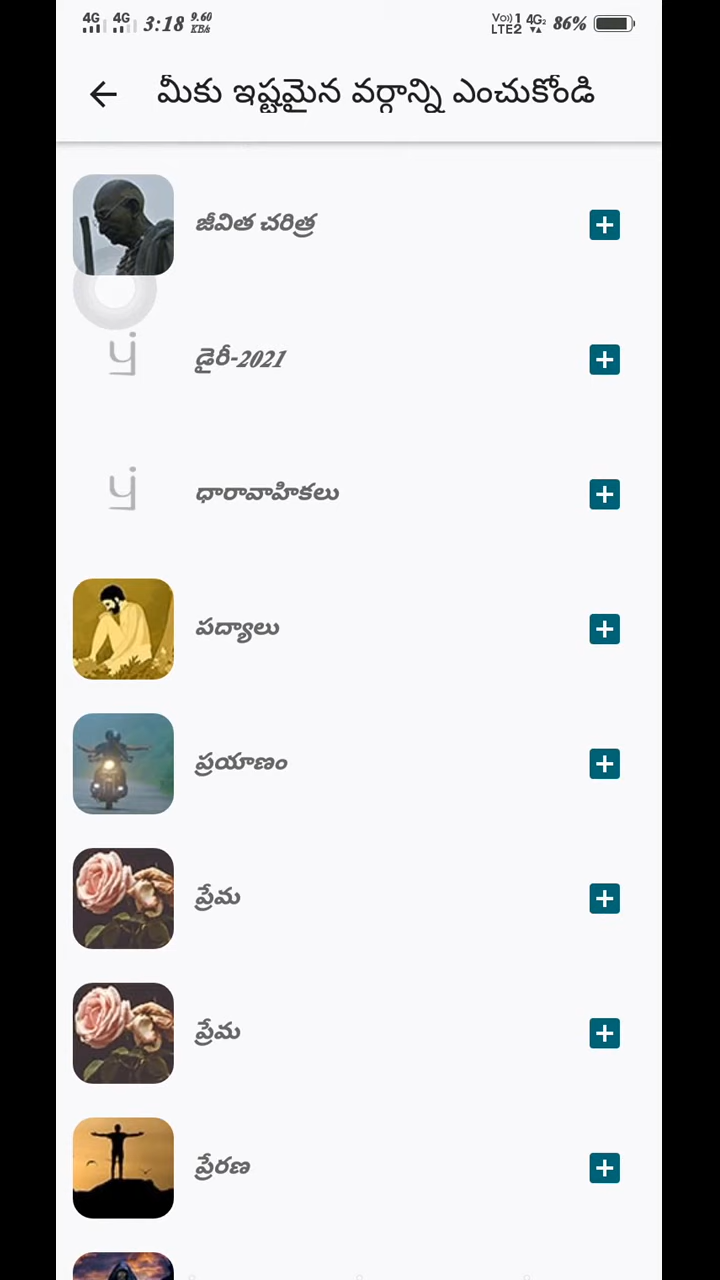 4G 4G 3:18 9.60 KB/s Vo)) 1 LTE2 4G2 86%
మీకు ఇష్టమైన వర్గాన్ని ఎంచుకోండి
జీవిత చరిత్ర
డైరీ-2021
ధారావాహికలు
పద్యాలు
ప్రయాణం
ప్రేమ
ప్రేమ
ప్రేరణ